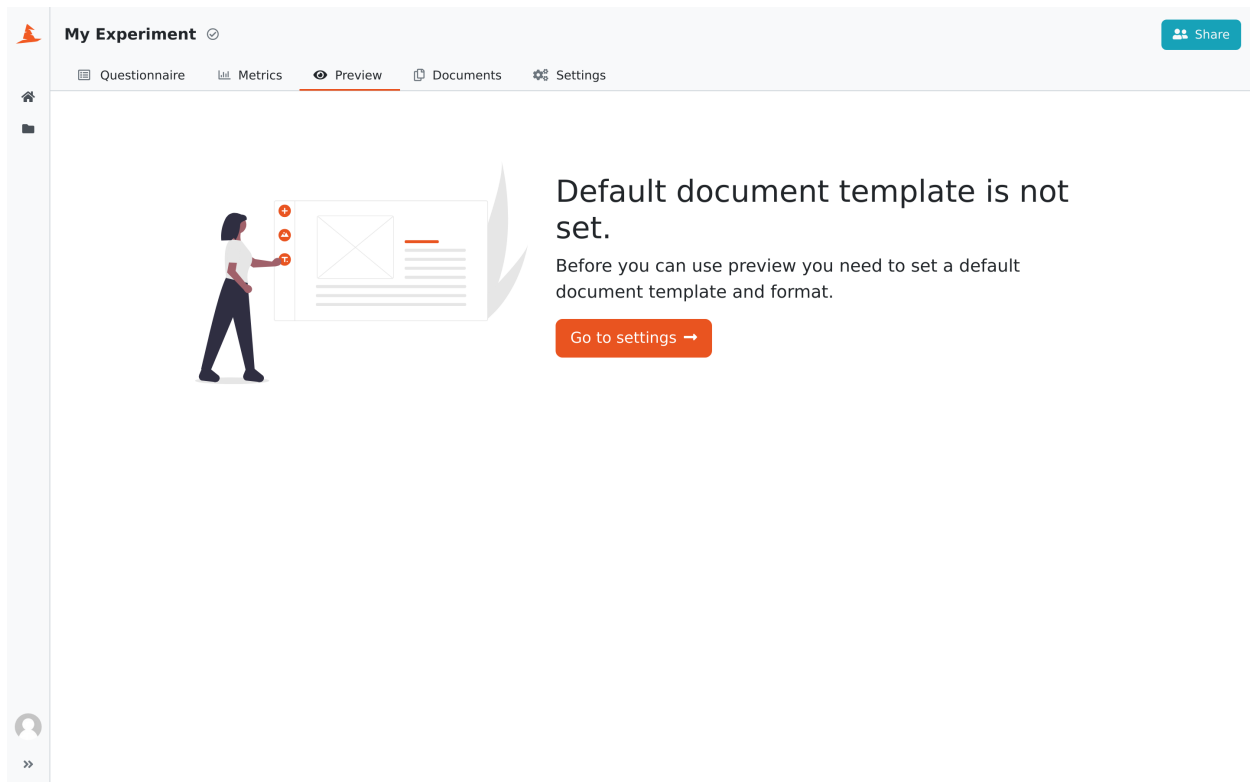 My Experiment
Share
Questionnaire
Metrics
Preview
Documents
Settings
Default document template is not
set.
Before you can use preview you need to set a default
document template and format.
Go to settings